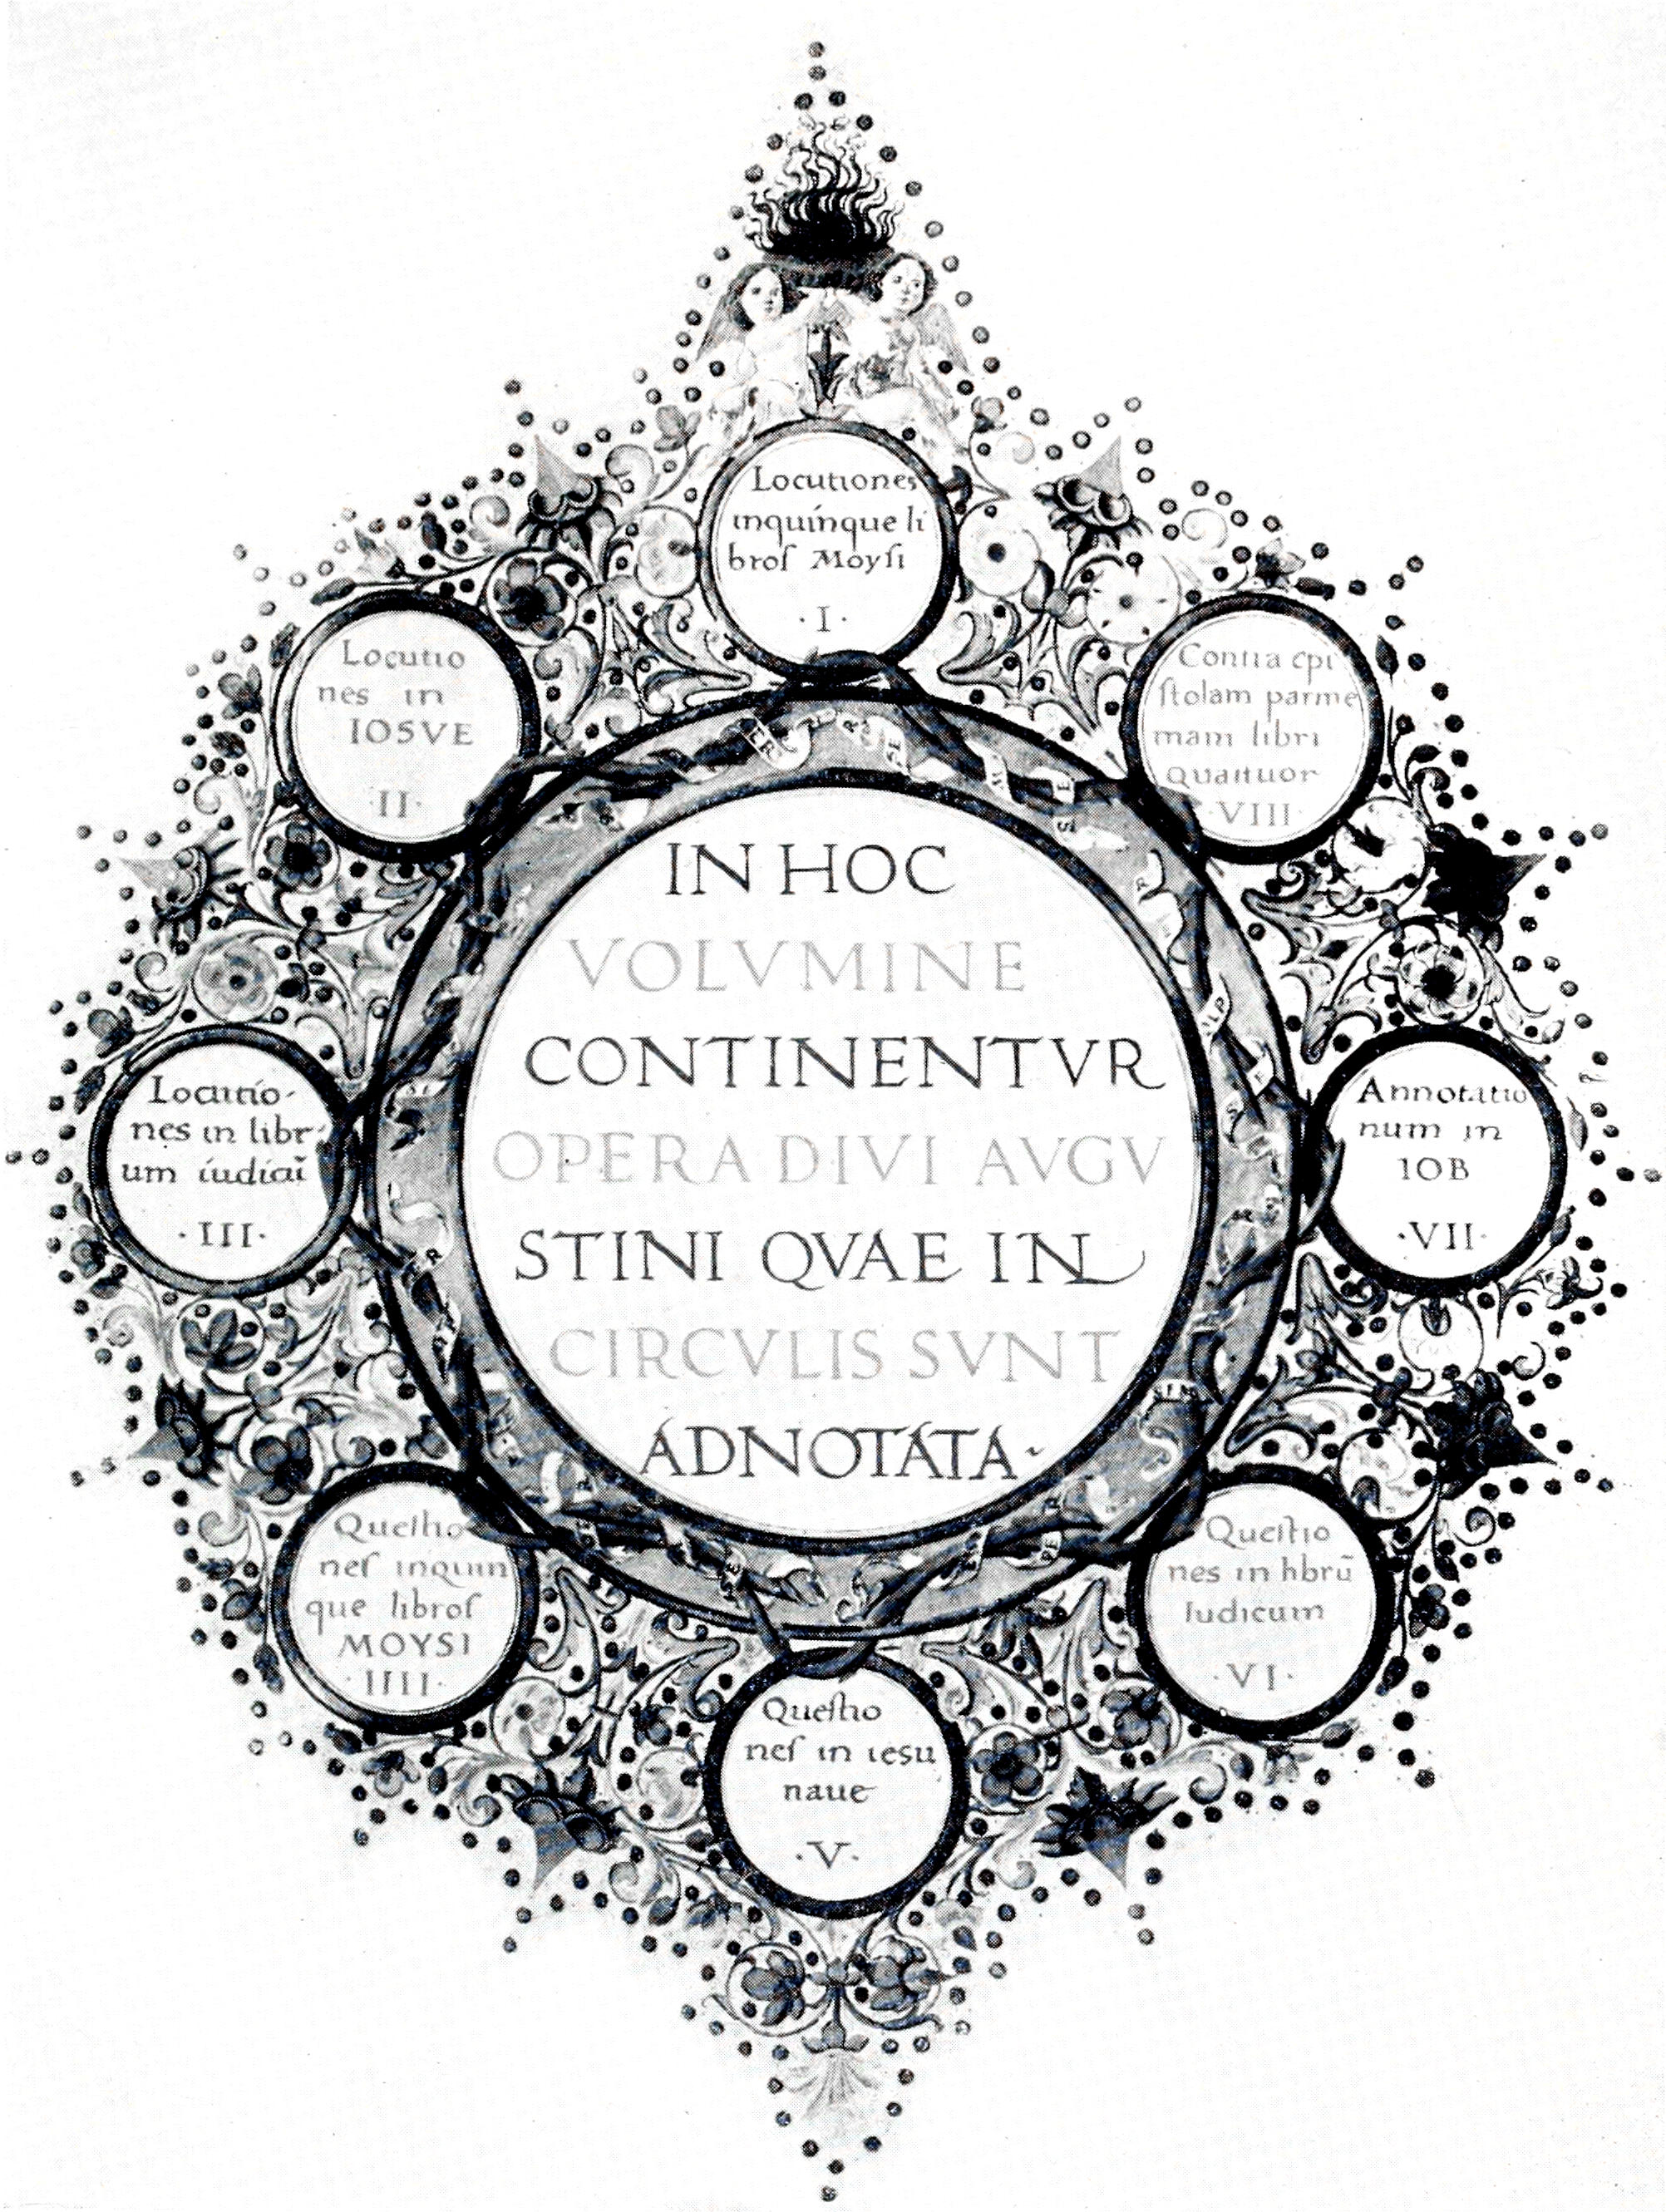 IN HOC
VOLVMINE
CONTINENTVR
OPERA DIVI AVGV
STINI QVAE IN
CIRCVLIS SVNT
ADNOTATA·
Locutiones
inquinque li
broſ Moyſi
·I·
Locutio
nes in
IOSVE
·II·
Locutio-
nes in libr
um iudicũ
·III·
Queſtio
neſ inquin
que libroſ
MOYSI
·IIII·
Queſtio
neſ in iesu
naue
·V·
Queſtio
nes in librũ
Iudicum
·VI·
Annotatio
num in
IOB
·VII·
Contra epi
ſtolam parme
niam libri
quattuor
·VIII·